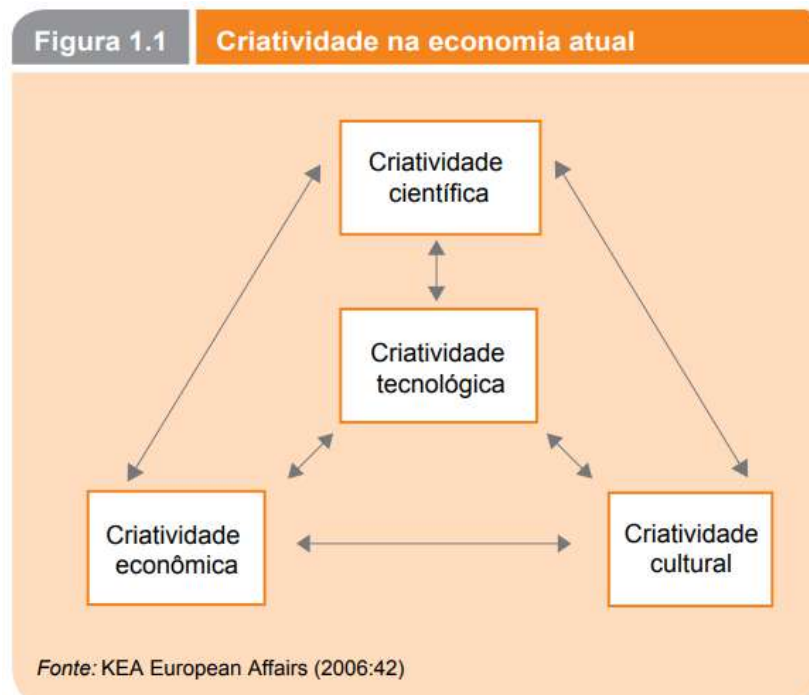 Figura 1.1
Criatividade na economia atual
Criatividade
científica
Criatividade
tecnológica
Criatividade
econômica
Criatividade
cultural
Fonte: KEA European Affairs (2006:42)